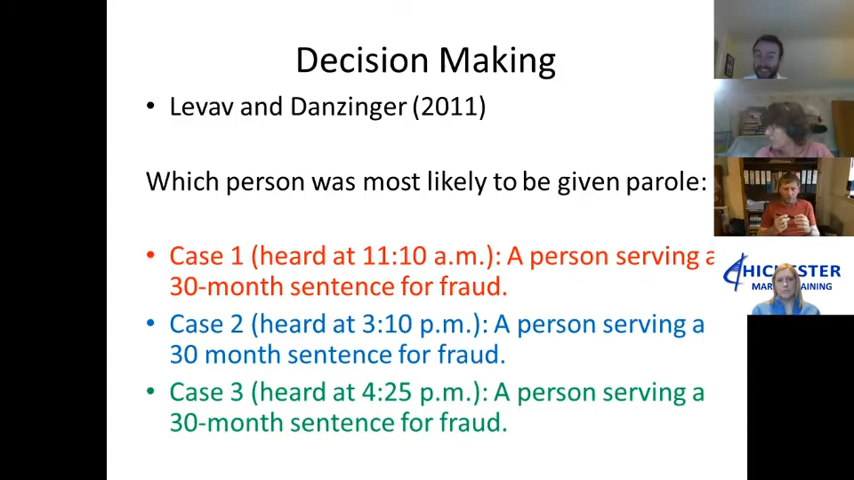 Decision Making
• Levav and Danzinger (2011)
Which person was most likely to be given parole:
• Case 1 (heard at 11:10 a.m.): A person serving a
30-month sentence for fraud.
• Case 2 (heard at 3:10 p.m.): A person serving a
30 month sentence for fraud.
• Case 3 (heard at 4:25 p.m.): A person serving a
30-month sentence for fraud.
HICHESTER